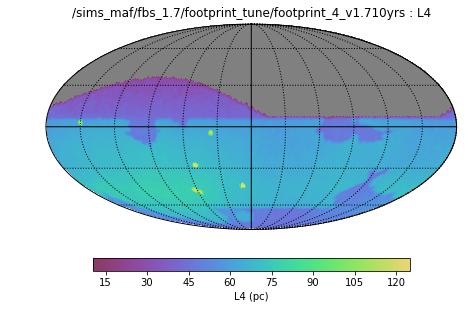 /sims_maf/fbs_1.7/footprint_tune/footprint_4_v1.710yrs : L4
15 30 45 60 75 90 105 120
L4 (pc)